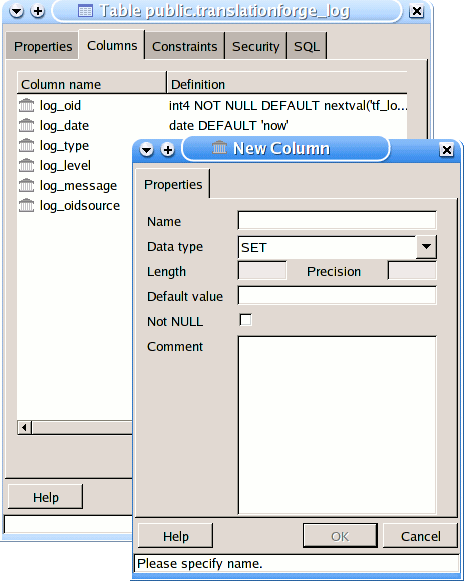 Table public.translationforge_log
Properties Columns Constraints Security SQL
Column name Definition
log_oid int4 NOT NULL DEFAULT nextval('tf_lo...
log_date date DEFAULT 'now'
log_type
log_level
log_message
log_oidsource
Help
New Column
Properties
Name
Data type SET
Length Precision
Default value
Not NULL
Comment
Help OK Cancel
Please specify name.